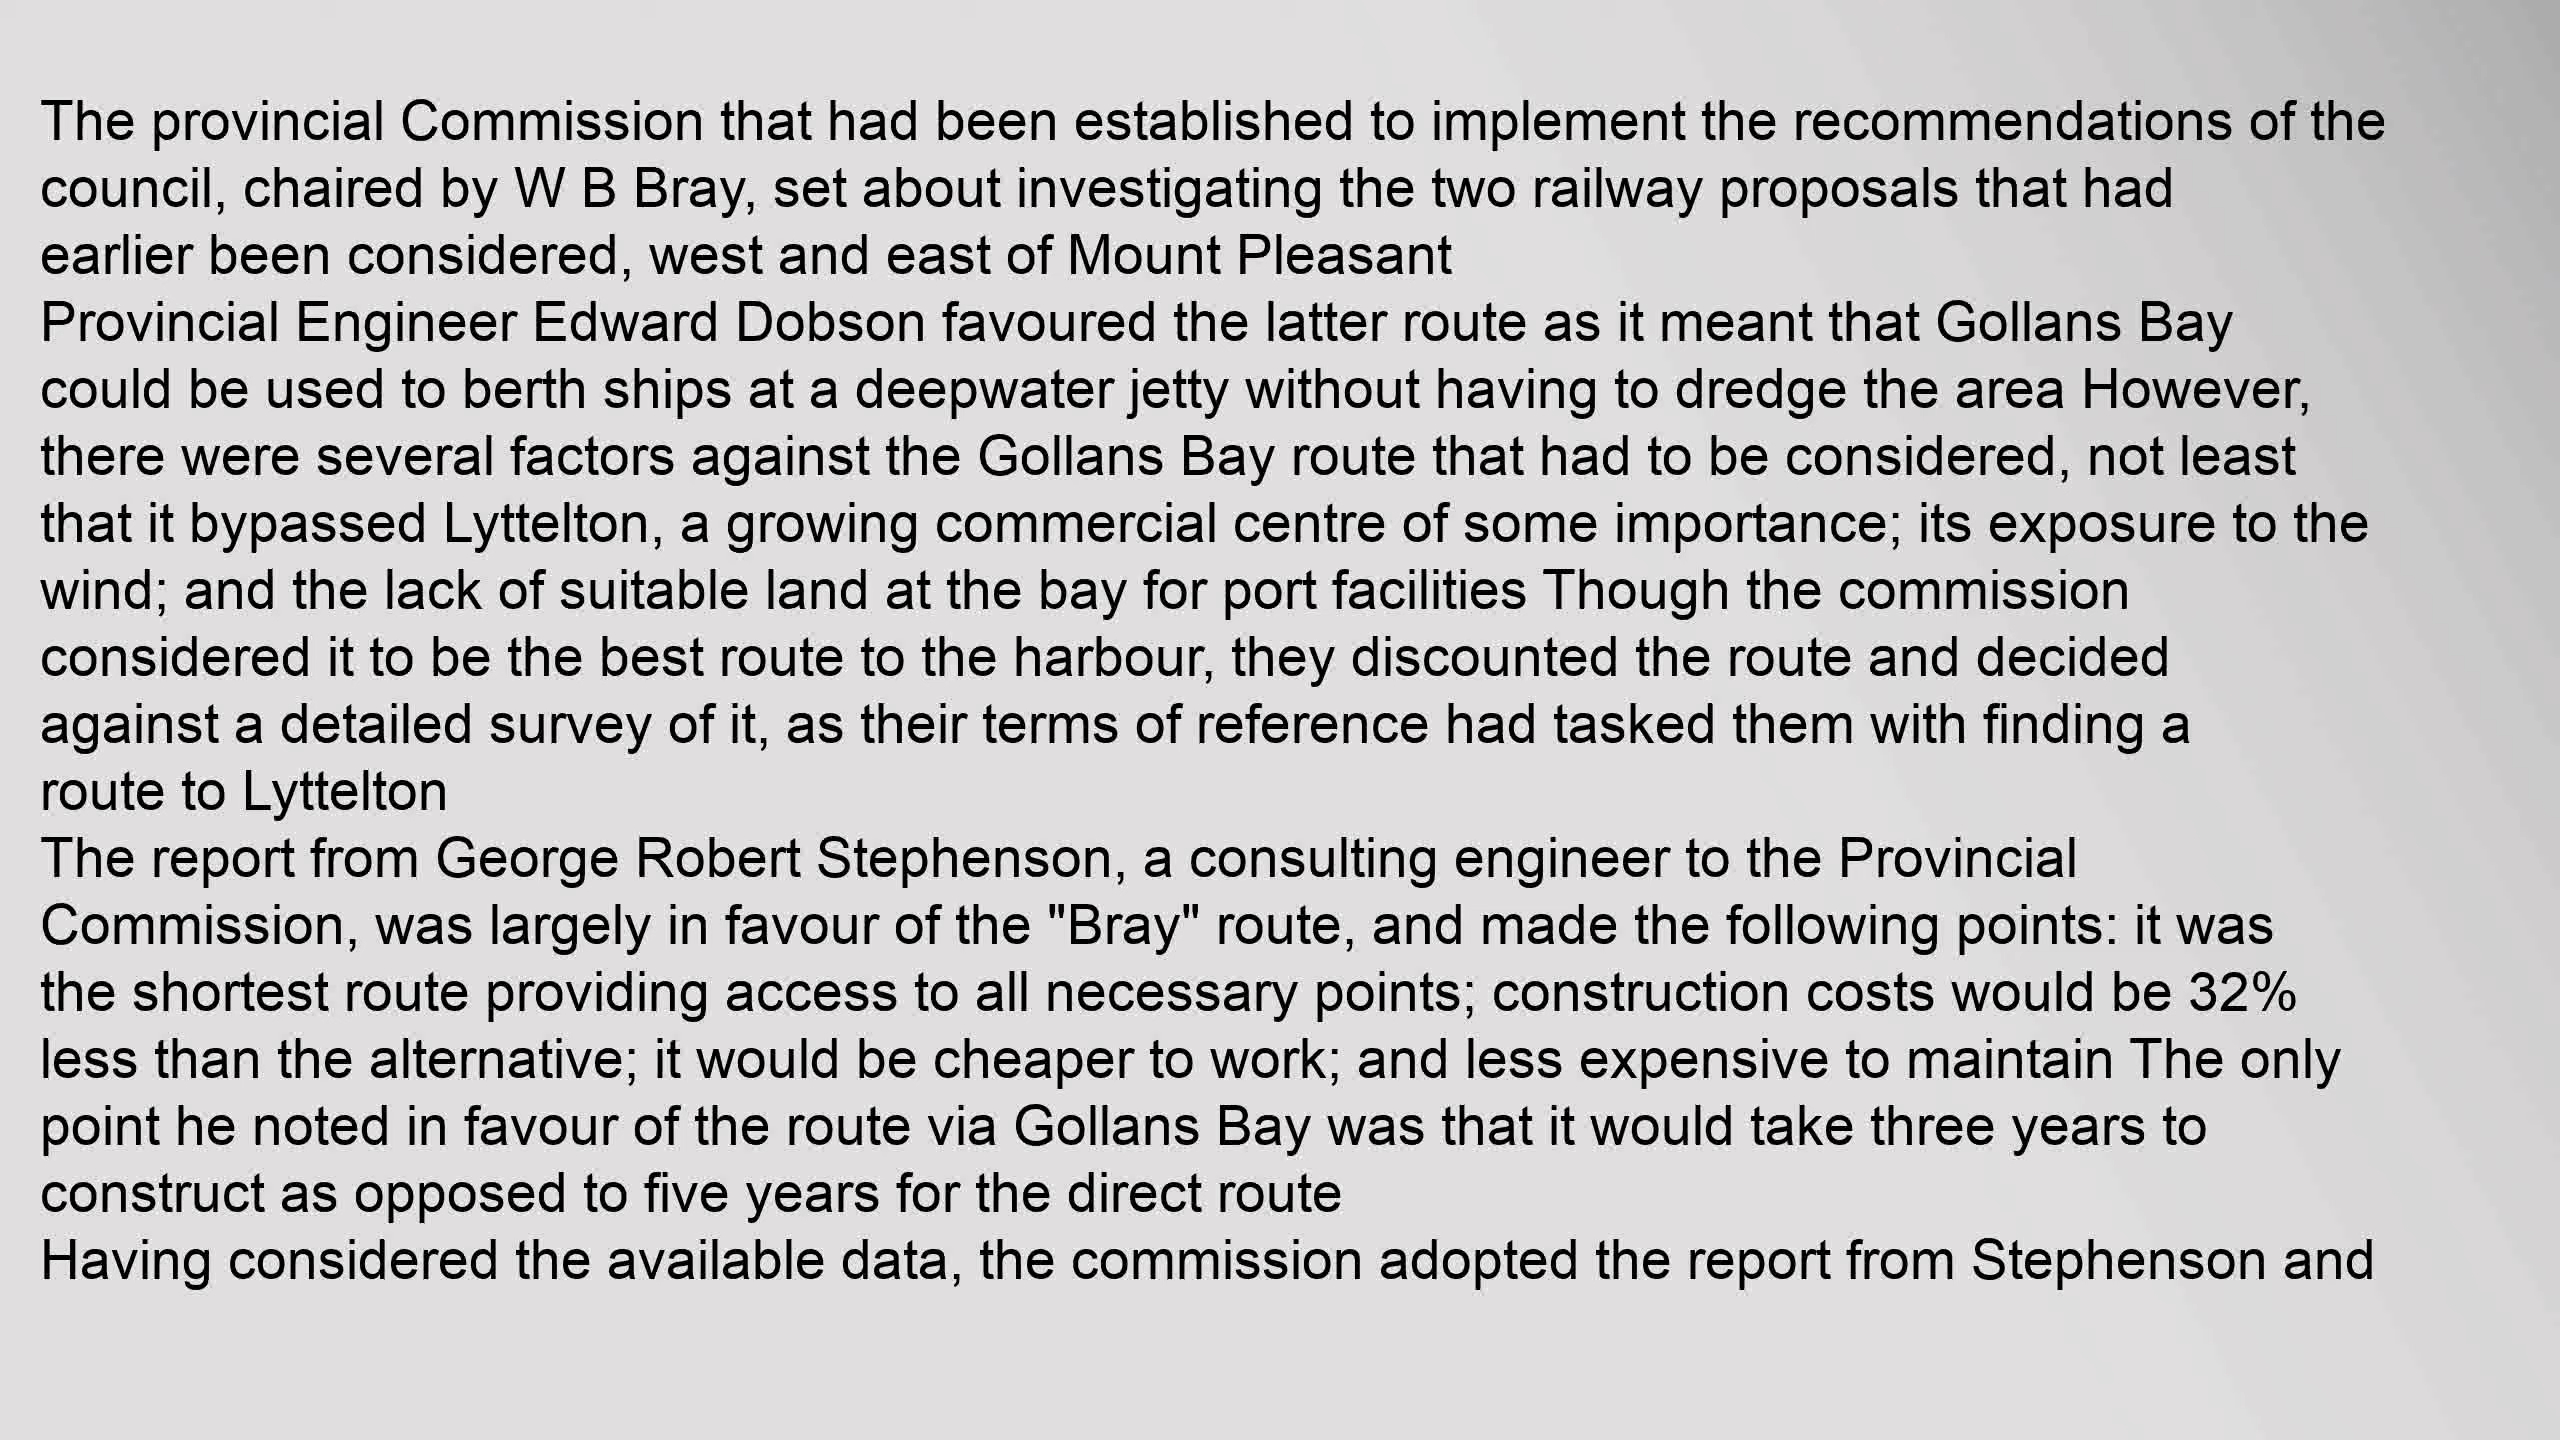 The provincial Commission that had been established to implement the recommendations of the
council, chaired by W B Bray, set about investigating the two railway proposals that had
earlier been considered, west and east of Mount Pleasant
Provincial Engineer Edward Dobson favoured the latter route as it meant that Gollans Bay
could be used to berth ships at a deepwater jetty without having to dredge the area However,
there were several factors against the Gollans Bay route that had to be considered, not least
that it bypassed Lyttelton, a growing commercial centre of some importance; its exposure to the
wind; and the lack of suitable land at the bay for port facilities Though the commission
considered it to be the best route to the harbour, they discounted the route and decided
against a detailed survey of it, as their terms of reference had tasked them with finding a
route to Lyttelton
The report from George Robert Stephenson, a consulting engineer to the Provincial
Commission, was largely in favour of the "Bray" route, and made the following points: it was
the shortest route providing access to all necessary points; construction costs would be 32%
less than the alternative; it would be cheaper to work; and less expensive to maintain The only
point he noted in favour of the route via Gollans Bay was that it would take three years to
construct as opposed to five years for the direct route
Having considered the available data, the commission adopted the report from Stephenson and